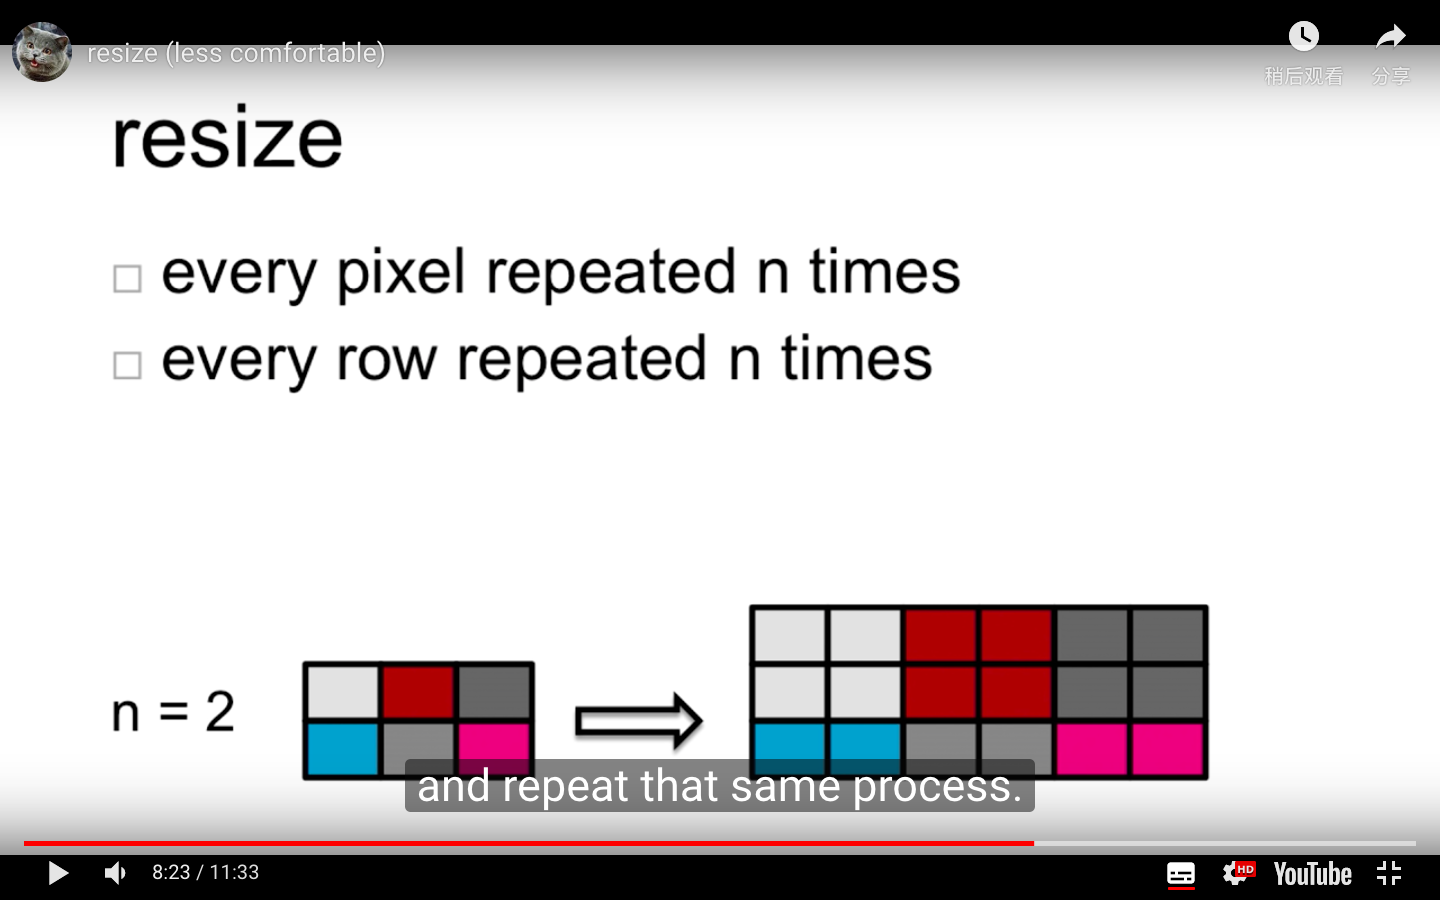 resize (less comfortable)
稍后观看
分享
resize
every pixel repeated n times
every row repeated n times
n = 2
and repeat that same process.
8:23 / 11:33
HD
YouTube